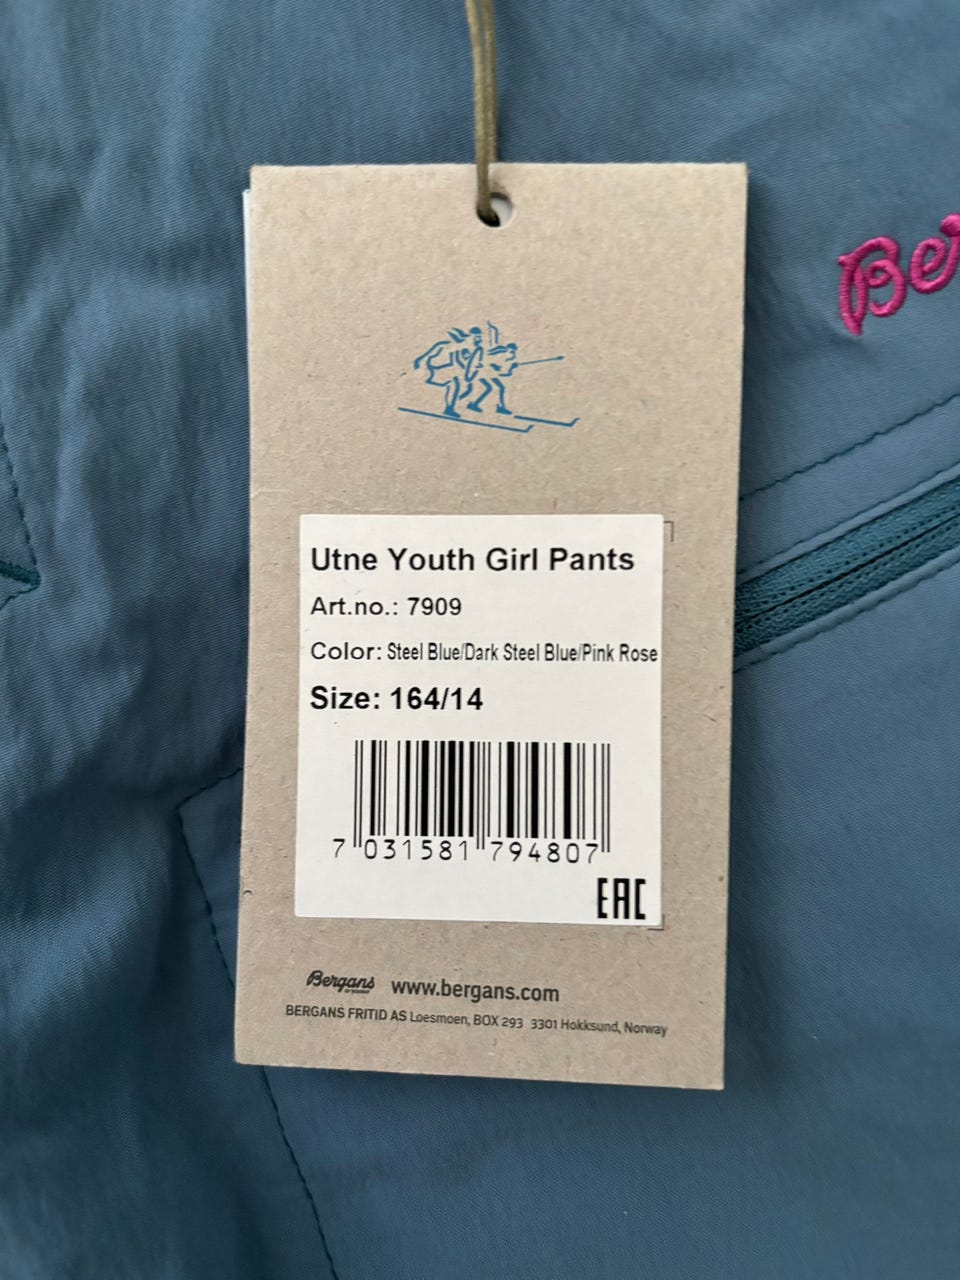 Be
Utne Youth Girl Pants
Art.no.: 7909
Color: Steel Blue/Dark Steel Blue/Pink Rose
Size: 164/14
7 031581 794807
EAC
Bergans www.bergans.com
BERGANS FRITID AS Loesmoen, BOX 293 3301 Hokksund, Norway